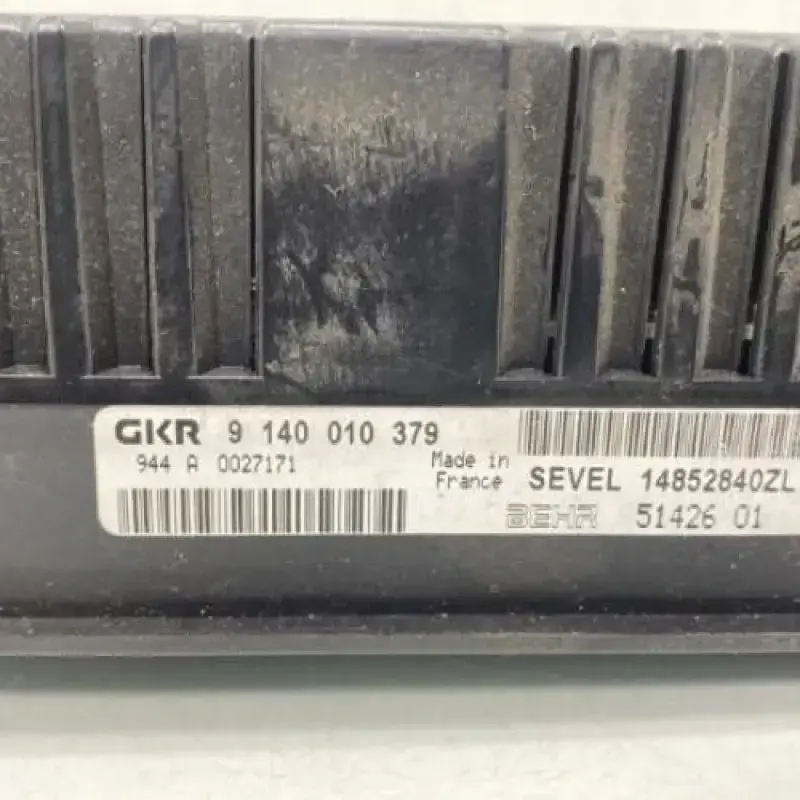 GKR 9 140 010 379
944 A 0027171
Made in
France
SEVEL 14852840ZL
BEHR 51426 01